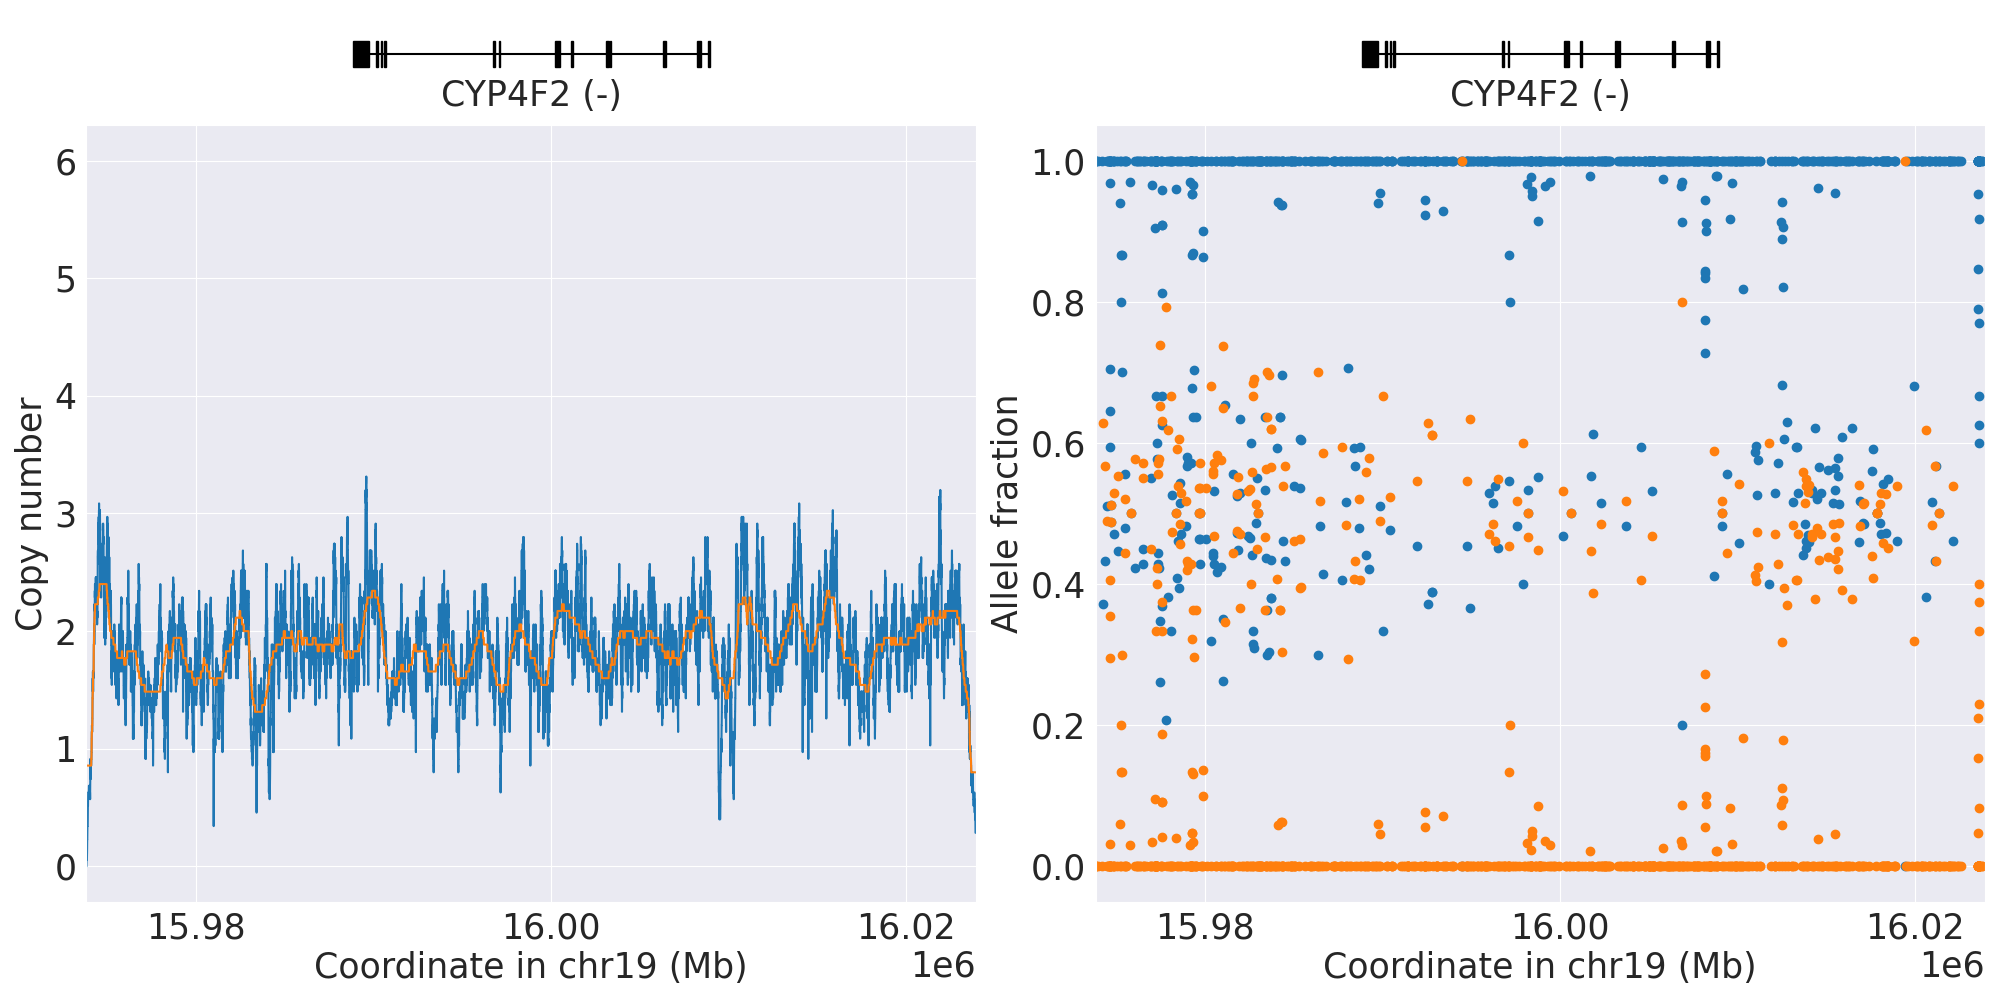 CYP4F2 (-)
6
5
4
3
2
1
0
Copy number
15.98
16.00
16.02
Coordinate in chr19 (Mb)
1e6
CYP4F2 (-)
1.0
0.8
0.6
0.4
0.2
0.0
Allele fraction
15.98
16.00
16.02
Coordinate in chr19 (Mb)
1e6